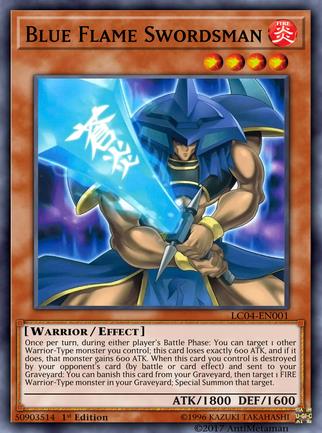 BLUE FLAME SWORDSMAN
FIRE
炎
蒼炎
LC04-EN001
[WARRIOR / EFFECT]
Once per turn, during either player's Battle Phase: You can target 1 other
Warrior-Type monster you control; this card loses exactly 600 ATK, and if it
does, that monster gains 600 ATK. When this card you control is destroyed
by your opponent's card (by battle or card effect) and sent to your
Graveyard: You can banish this card from your Graveyard, then target 1 FIRE
Warrior-Type monster in your Graveyard; Special Summon that target.
ATK/1800 DEF/1600
50903514 1st Edition ©1996 KAZUKI TAKAHASHI
©2017 AntiMetaman